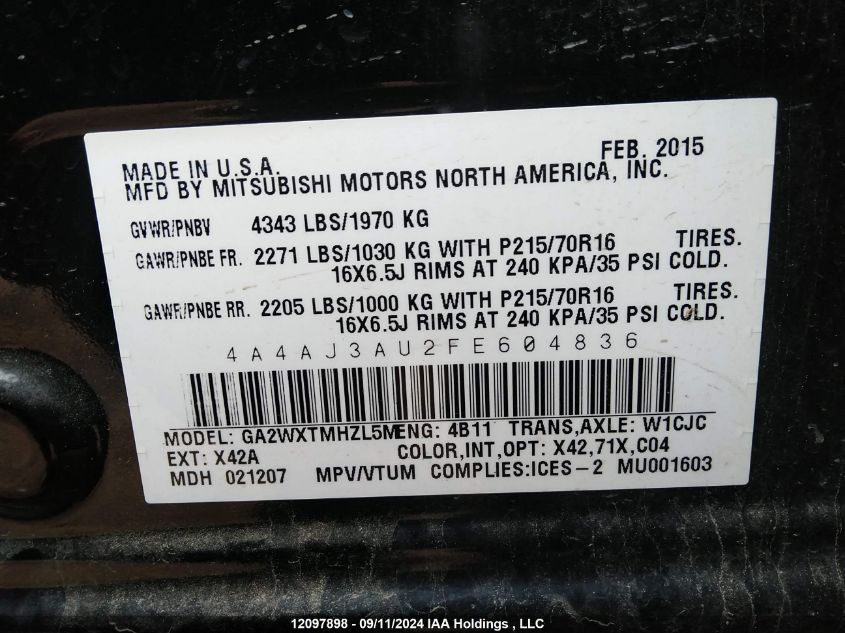 MADE IN U.S.A. FEB. 2015
MFD BY MITSUBISHI MOTORS NORTH AMERICA, INC.
GVWR/PNBV 4343 LBS/1970 KG
GAWR/PNBE FR. 2271 LBS/1030 KG WITH P215/70R16 TIRES.
16X6.5J RIMS AT 240 KPA/35 PSI COLD.
GAWR/PNBE RR. 2205 LBS/1000 KG WITH P215/70R16 TIRES.
16X6.5J RIMS AT 240 KPA/35 PSI COLD.
4A4AJ3AU2FE604836
MODEL: GA2WXTMHZL5MENG: 4B11 TRANS,AXLE: W1CJC
EXT: X42A COLOR,INT,OPT: X42,71X,C04
MDH 021207 MPV/VTUM COMPLIES:ICES-2 MU001603
12097898 - 09/11/2024 IAA Holdings , LLC